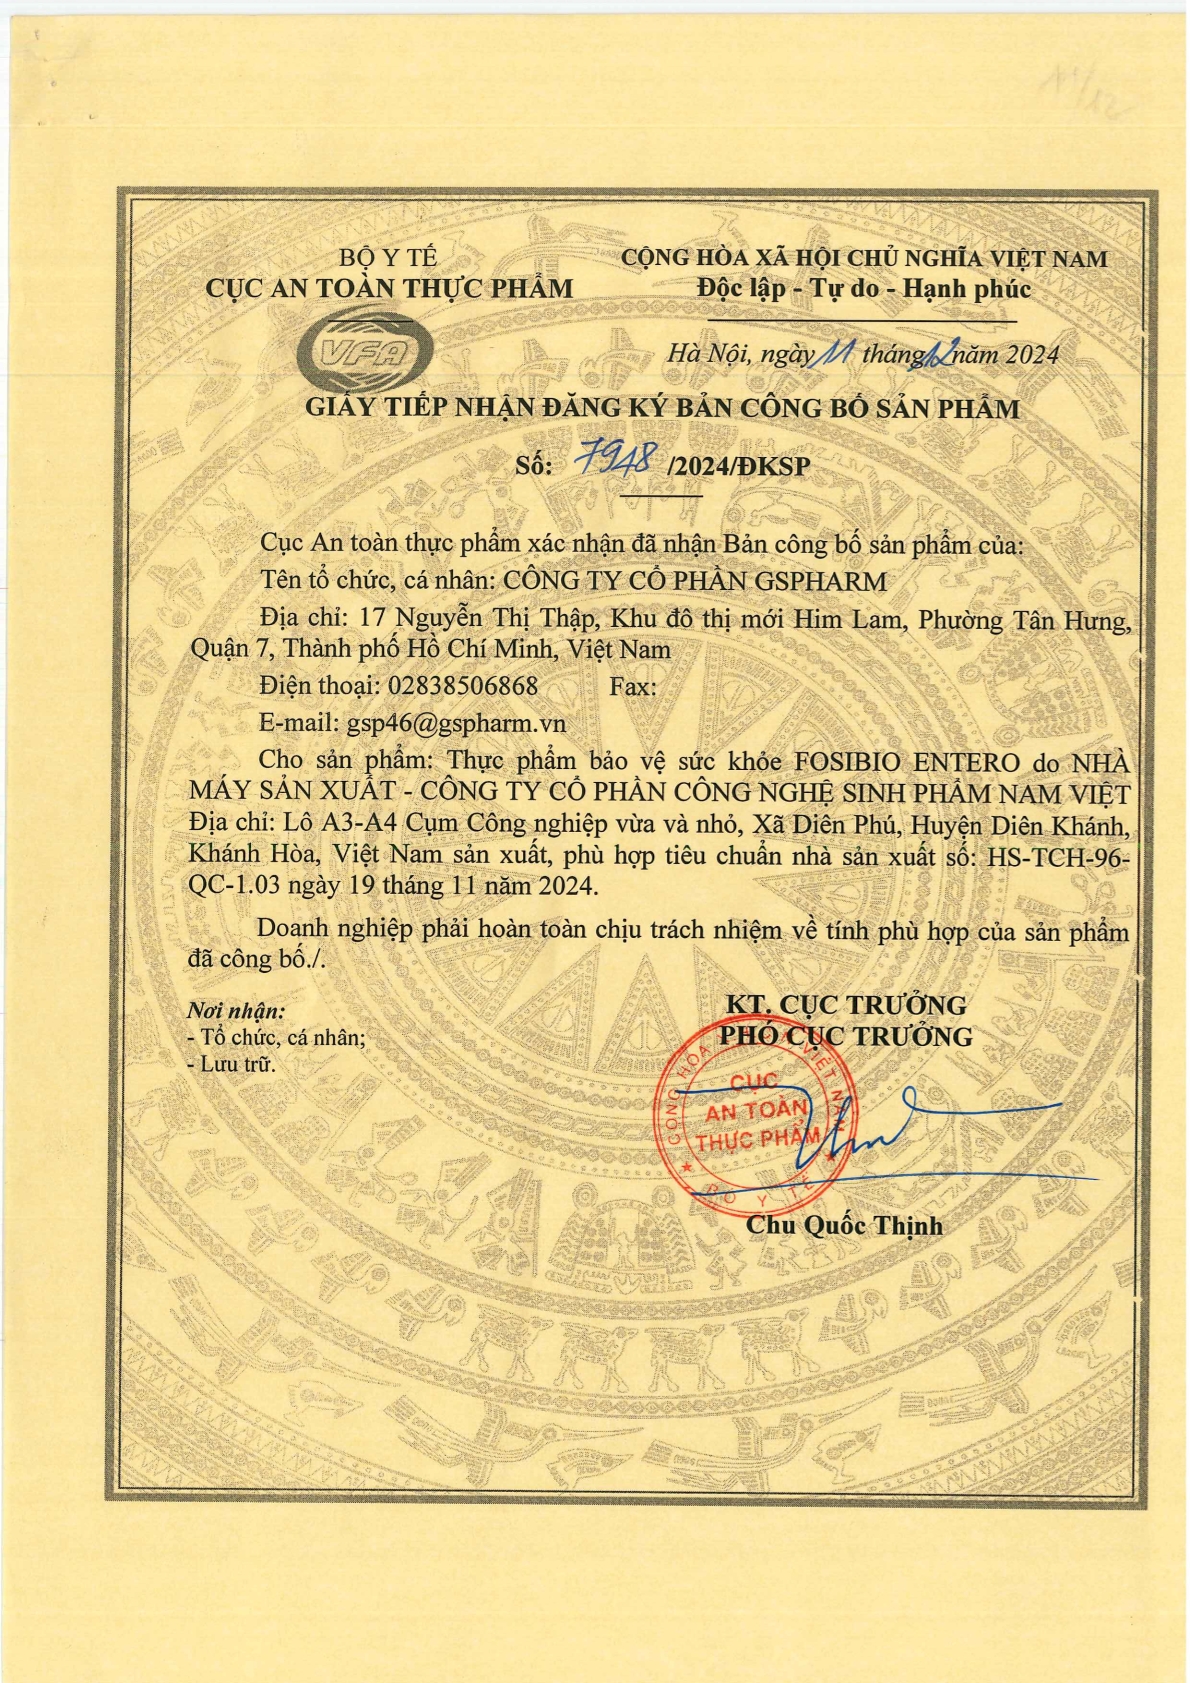 BỘ Y TẾ
CỤC AN TOÀN THỰC PHẨM
CỘNG HÒA XÃ HỘI CHỦ NGHĨA VIỆT NAM
Độc lập - Tự do - Hạnh phúc
VFA
Hà Nội, ngày 11 tháng 12 năm 2024
GIẤY TIẾP NHẬN ĐĂNG KÝ BẢN CÔNG BỐ SẢN PHẨM
Số: 7948 /2024/ĐKSP
Cục An toàn thực phẩm xác nhận đã nhận Bản công bố sản phẩm của:
Tên tổ chức, cá nhân: CÔNG TY CỔ PHẦN GSPHARM
Địa chỉ: 17 Nguyễn Thị Thập, Khu đô thị mới Him Lam, Phường Tân Hưng,
Quận 7, Thành phố Hồ Chí Minh, Việt Nam
Điện thoại: 02838506868 Fax:
E-mail: gsp46@gspharm.vn
Cho sản phẩm: Thực phẩm bảo vệ sức khỏe FOSIBIO ENTERO do NHÀ
MÁY SẢN XUẤT - CÔNG TY CỔ PHẦN CÔNG NGHỆ SINH PHẨM NAM VIỆT
Địa chỉ: Lô A3-A4 Cụm Công nghiệp vừa và nhỏ, Xã Diên Phú, Huyện Diên Khánh,
Khánh Hòa, Việt Nam sản xuất, phù hợp tiêu chuẩn nhà sản xuất số: HS-TCH-96-
QC-1.03 ngày 19 tháng 11 năm 2024.
Doanh nghiệp phải hoàn toàn chịu trách nhiệm về tính phù hợp của sản phẩm
đã công bố./.
Nơi nhận:
- Tổ chức, cá nhân;
- Lưu trữ.
KT. CỤC TRƯỞNG
PHÓ CỤC TRƯỞNG
CỤC
AN TOÀN
THỰC PHẨM
BỘ Y TẾ
Chu Quốc Thịnh
11/12